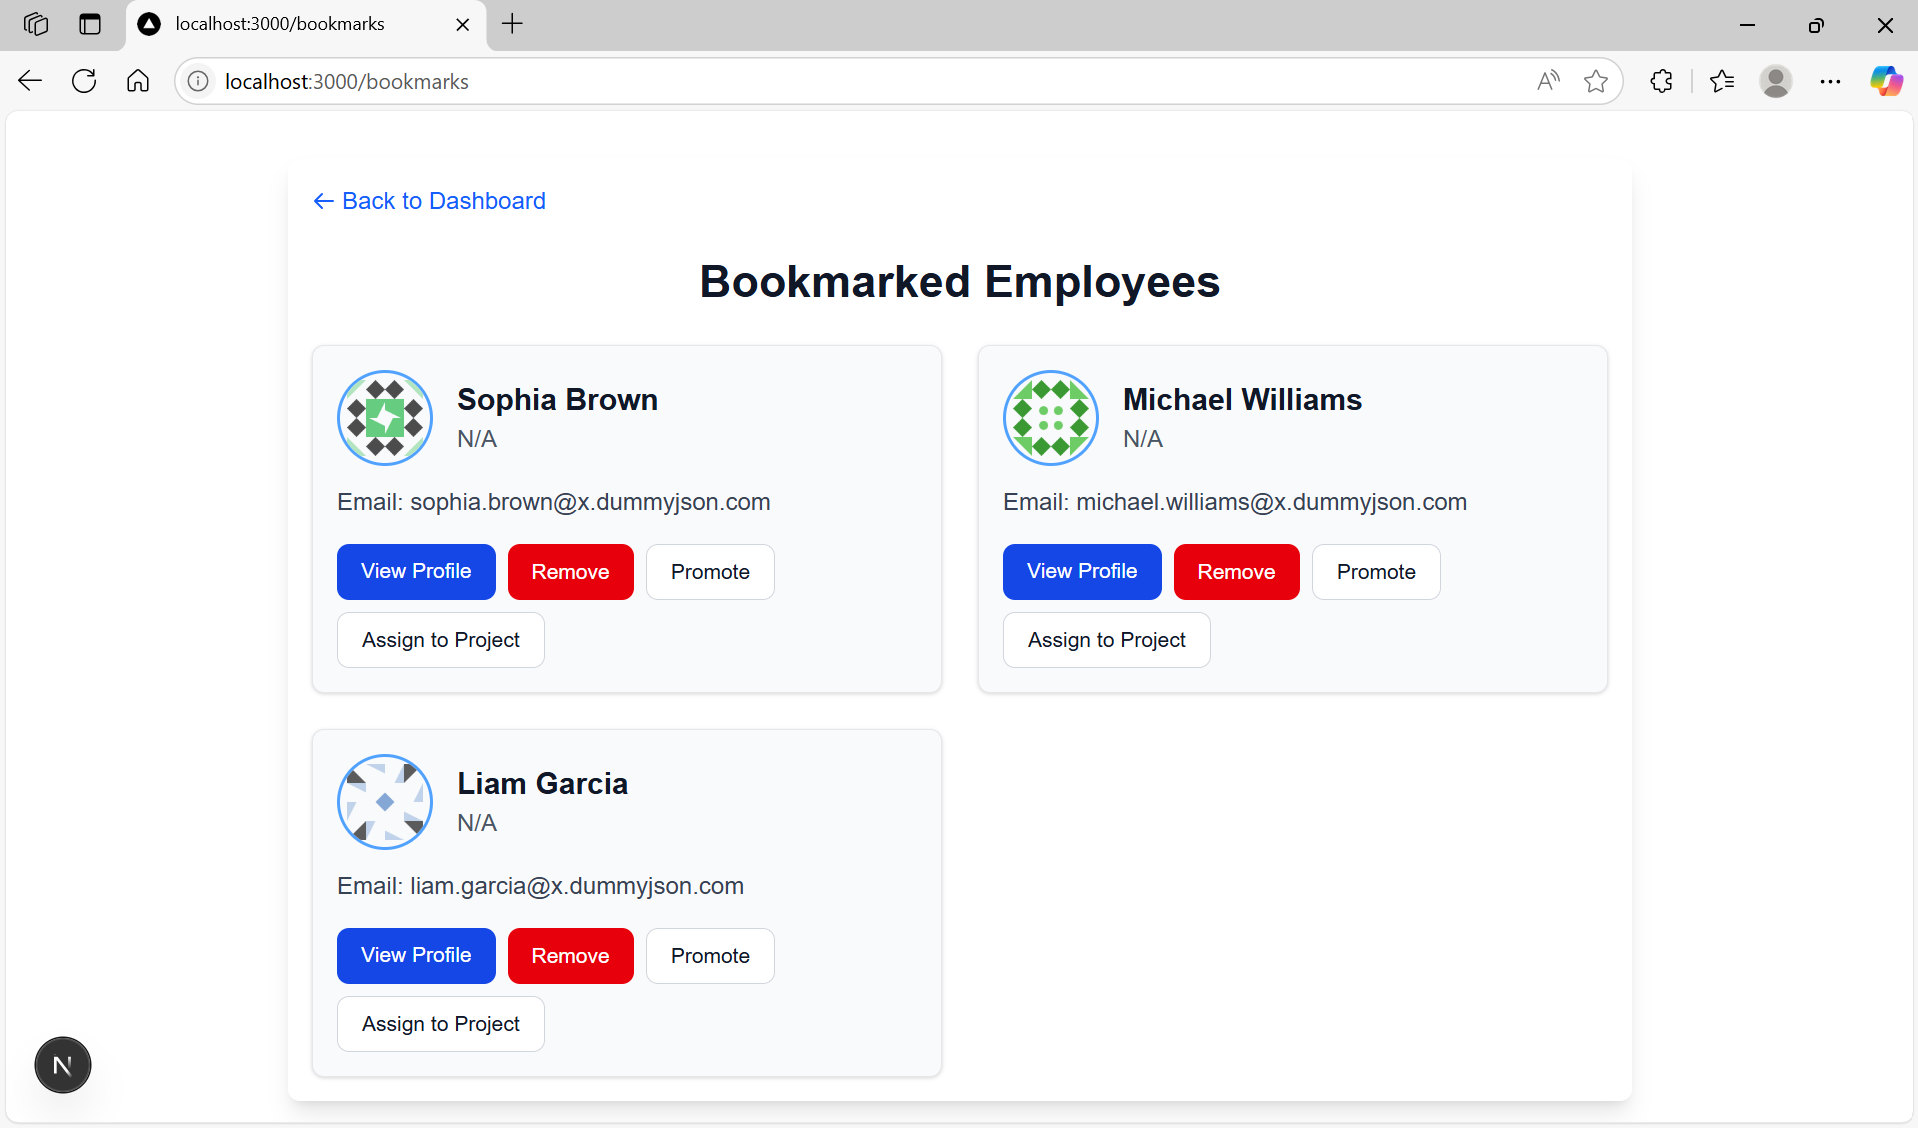 localhost:3000/bookmarks
localhost:3000/bookmarks
← Back to Dashboard
Bookmarked Employees
Sophia Brown
N/A
Email: sophia.brown@x.dummyjson.com
View Profile Remove Promote
Assign to Project
Michael Williams
N/A
Email: michael.williams@x.dummyjson.com
View Profile Remove Promote
Assign to Project
Liam Garcia
N/A
Email: liam.garcia@x.dummyjson.com
View Profile Remove Promote
Assign to Project
N